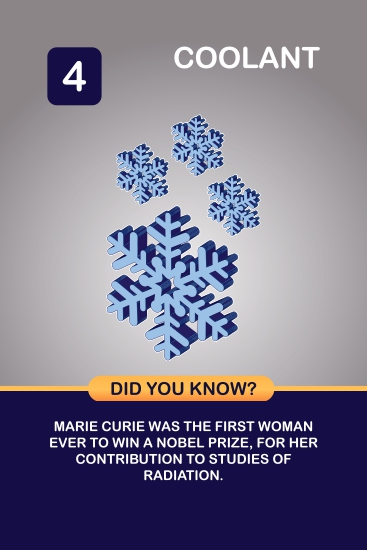 4
COOLANT
DID YOU KNOW?
MARIE CURIE WAS THE FIRST WOMAN
EVER TO WIN A NOBEL PRIZE, FOR HER
CONTRIBUTION TO STUDIES OF
RADIATION.